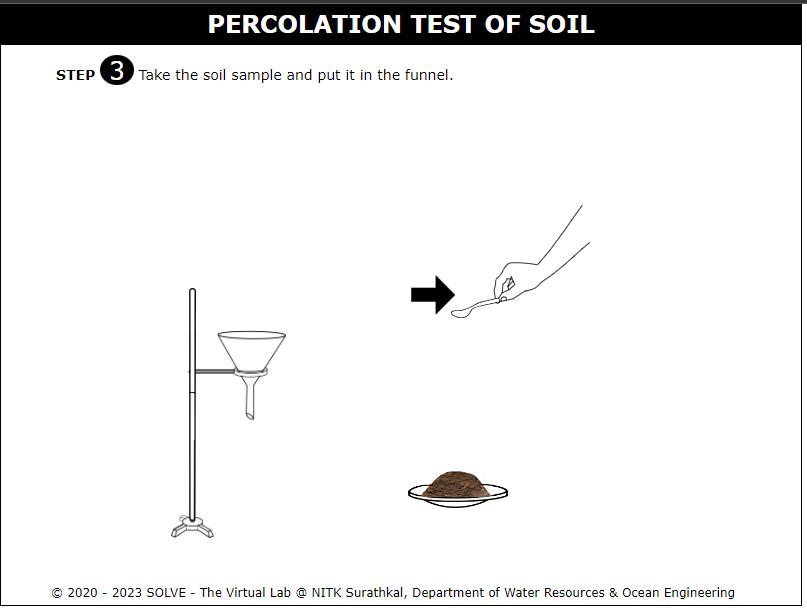 PERCOLATION TEST OF SOIL
STEP 3 Take the soil sample and put it in the funnel.
© 2020 - 2023 SOLVE - The Virtual Lab @ NITK Surathkal, Department of Water Resources & Ocean Engineering